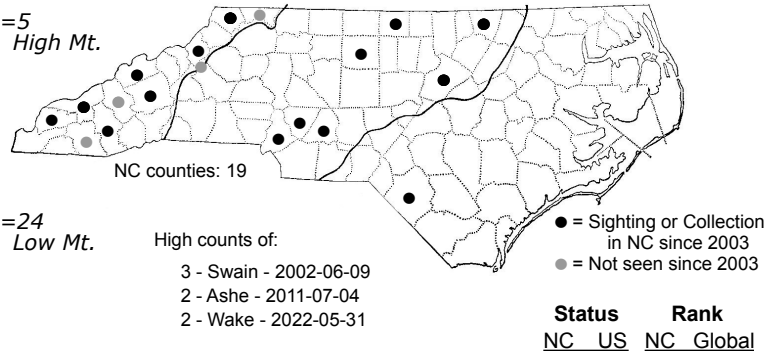 =5
High Mt.
NC counties: 19
=24
Low Mt.
High counts of:
3 - Swain - 2002-06-09
2 - Ashe - 2011-07-04
2 - Wake - 2022-05-31
= Sighting or Collection
in NC since 2003
= Not seen since 2003
Status Rank
NC US NC Global